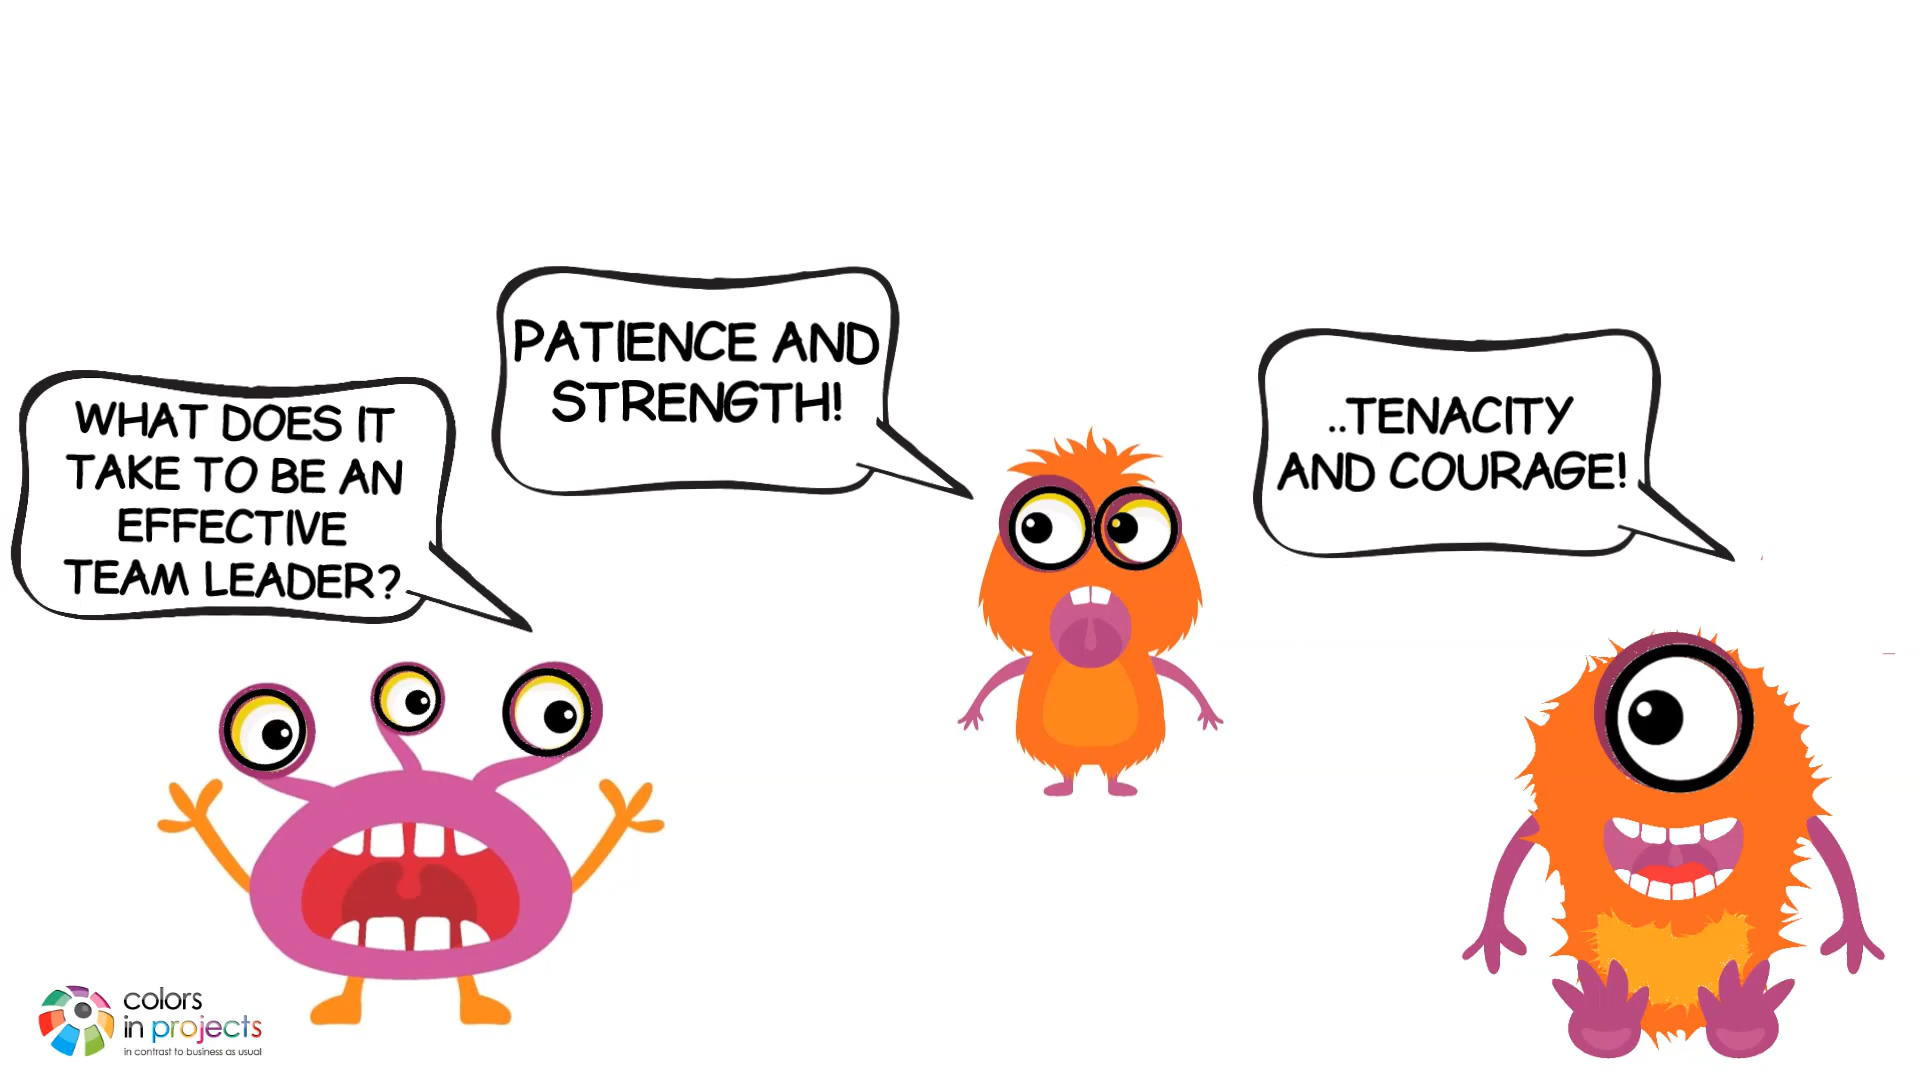 WHAT DOES IT
TAKE TO BE AN
EFFECTIVE
TEAM LEADER?
PATIENCE AND
STRENGTH!
..TENACITY
AND COURAGE!
colors
in projects
in contrast to business as usual